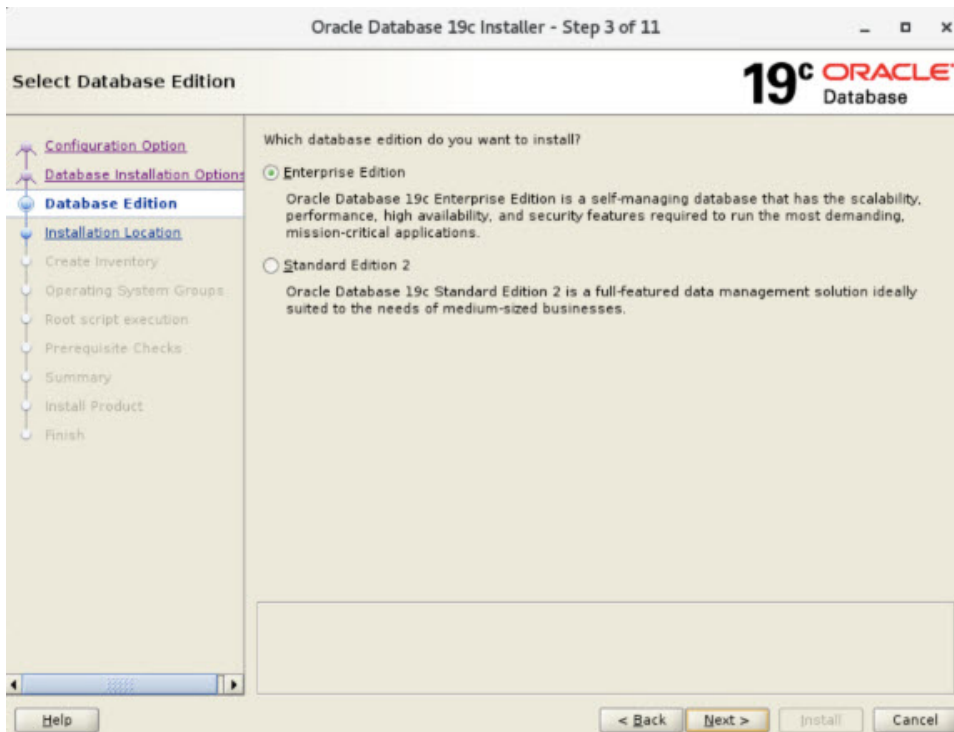 Oracle Database 19c Installer - Step 3 of 11
Select Database Edition
19c ORACLE
Database
Configuration Option
Database Installation Options
Database Edition
Installation Location
Create Inventory
Operating System Groups
Root script execution
Prerequisite Checks
Summary
Install Product
Finish
Which database edition do you want to install?
Enterprise Edition
Oracle Database 19c Enterprise Edition is a self-managing database that has the scalability,
performance, high availability, and security features required to run the most demanding,
mission-critical applications.
Standard Edition 2
Oracle Database 19c Standard Edition 2 is a full-featured data management solution ideally
suited to the needs of medium-sized businesses.
Help
< Back
Next >
Install
Cancel